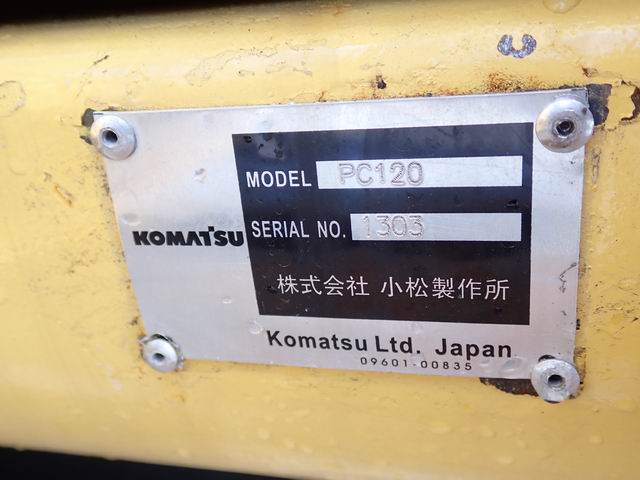 MODEL PC120
KOMATSU
SERIAL NO. 1303
株式会社 小松製作所
Komatsu Ltd. Japan
09601-00835